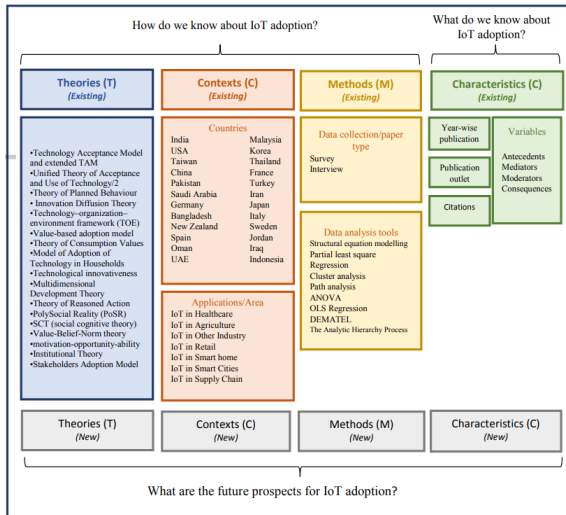 How do we know about IoT adoption?
What do we know about
IoT adoption?
Theories (T)
(Existing)
Contexts (C)
(Existing)
Methods (M)
(Existing)
Characteristics (C)
(Existing)
•Technology Acceptance Model
and extended TAM
•Unified Theory of Acceptance
and Use of Technology/2
•Theory of Planned Behaviour
• Innovation Diffusion Theory
•Technology–organization–
environment framework (TOE)
•Value-based adoption model
•Theory of Consumption Values
•Model of Adoption of
Technology in Households
•Technological innovativeness
•Multidimensional
Development Theory
•Theory of Reasoned Action
•PolySocial Reality (PoSR)
•SCT (social cognitive theory)
•Value-Belief-Norm theory
•motivation-opportunity-ability
•Institutional Theory
•Stakeholders Adoption Model
Countries
India Malaysia
USA Korea
Taiwan Thailand
China France
Pakistan Turkey
Saudi Arabia Iran
Germany Japan
Bangladesh Italy
New Zealand Sweden
Spain Jordan
Oman Iraq
UAE Indonesia
Applications/Area
IoT in Healthcare
IoT in Agriculture
IoT in Other Industry
IoT in Retail
IoT in Smart home
IoT in Smart Cities
IoT in Supply Chain
Data collection/paper
type
Survey
Interview
Data analysis tools
Structural equation modelling
Partial least square
Regression
Cluster analysis
Path analysis
ANOVA
OLS Regression
DEMATEL
The Analytic Hierarchy Process
Year-wise
publication
Publication
outlet
Citations
Variables
Antecedents
Mediators
Moderators
Consequences
Theories (T)
(New)
Contexts (C)
(New)
Methods (M)
(New)
Characteristics (C)
(New)
What are the future prospects for IoT adoption?